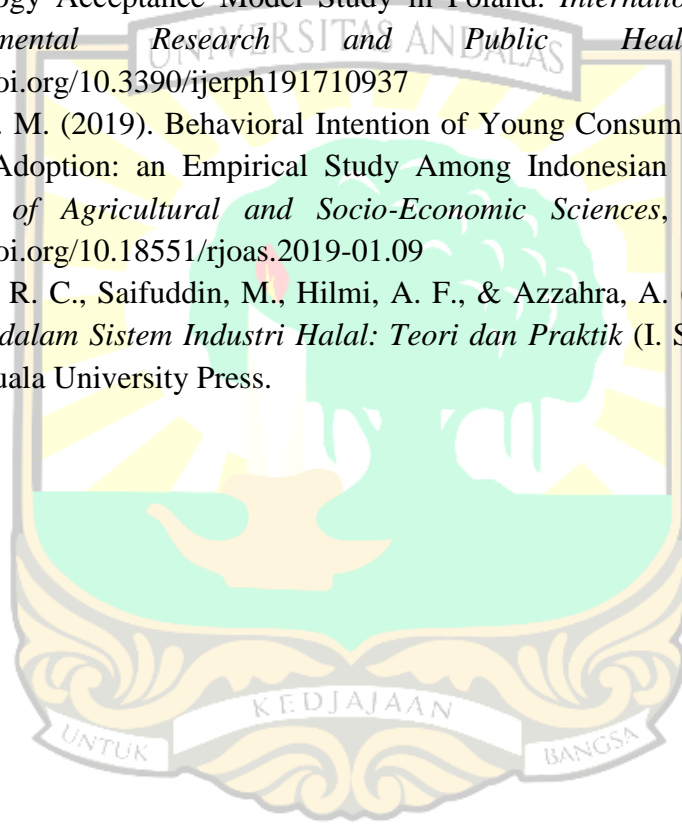 ogy Acceptance Model Study in Poland. Internatio
mental Research and Public Heal
oi.org/10.3390/ijerph191710937
. M. (2019). Behavioral Intention of Young Consum
Adoption: an Empirical Study Among Indonesian
of Agricultural and Socio-Economic Sciences,
oi.org/10.18551/rjoas.2019-01.09
R. C., Saifuddin, M., Hilmi, A. F., & Azzahra, A. (
dalam Sistem Industri Halal: Teori dan Praktik (I. S
uala University Press.
UNIVERSITAS ANDALAS
UNTUK KEDJAJAAN BANGSA